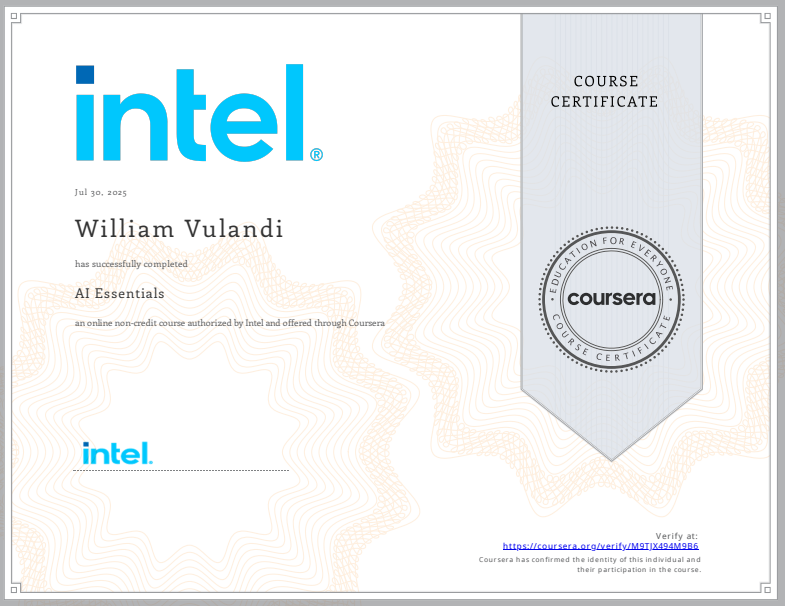 intel®
COURSE
CERTIFICATE
Jul 30, 2025
William Vulandi
has successfully completed
AI Essentials
an online non-credit course authorized by Intel and offered through Coursera
EDUCATION FOR EVERYONE
coursera
COURSE CERTIFICATE
intel.
Verify at:
https://coursera.org/verify/M9TJX494M9B6
Coursera has confirmed the identity of this individual and
their participation in the course.